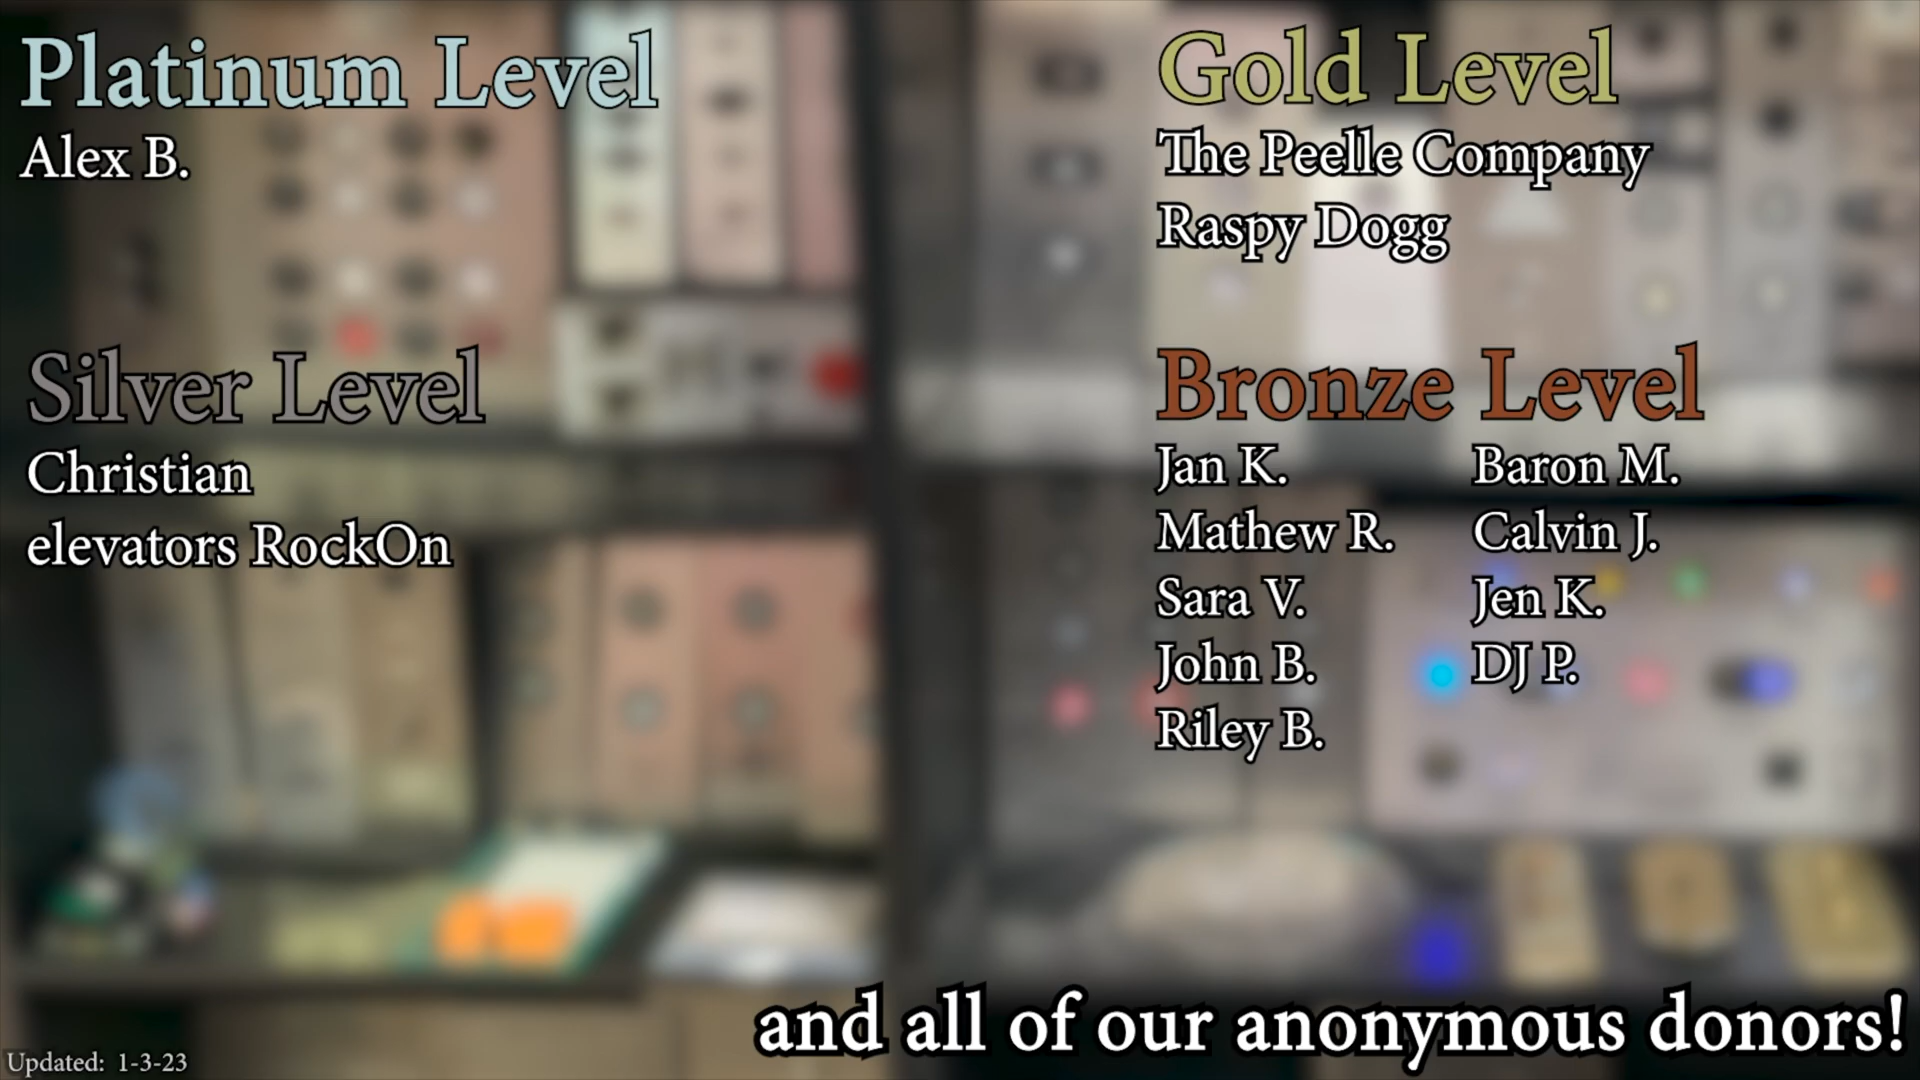 Platinum Level
Alex B.
Gold Level
The Peelle Company
Raspy Dogg
Silver Level
Christian
elevators RockOn
Bronze Level
Jan K.
Mathew R.
Sara V.
John B.
Riley B.
Baron M.
Calvin J.
Jen K.
DJ P.
and all of our anonymous donors!
Updated: 1-3-23